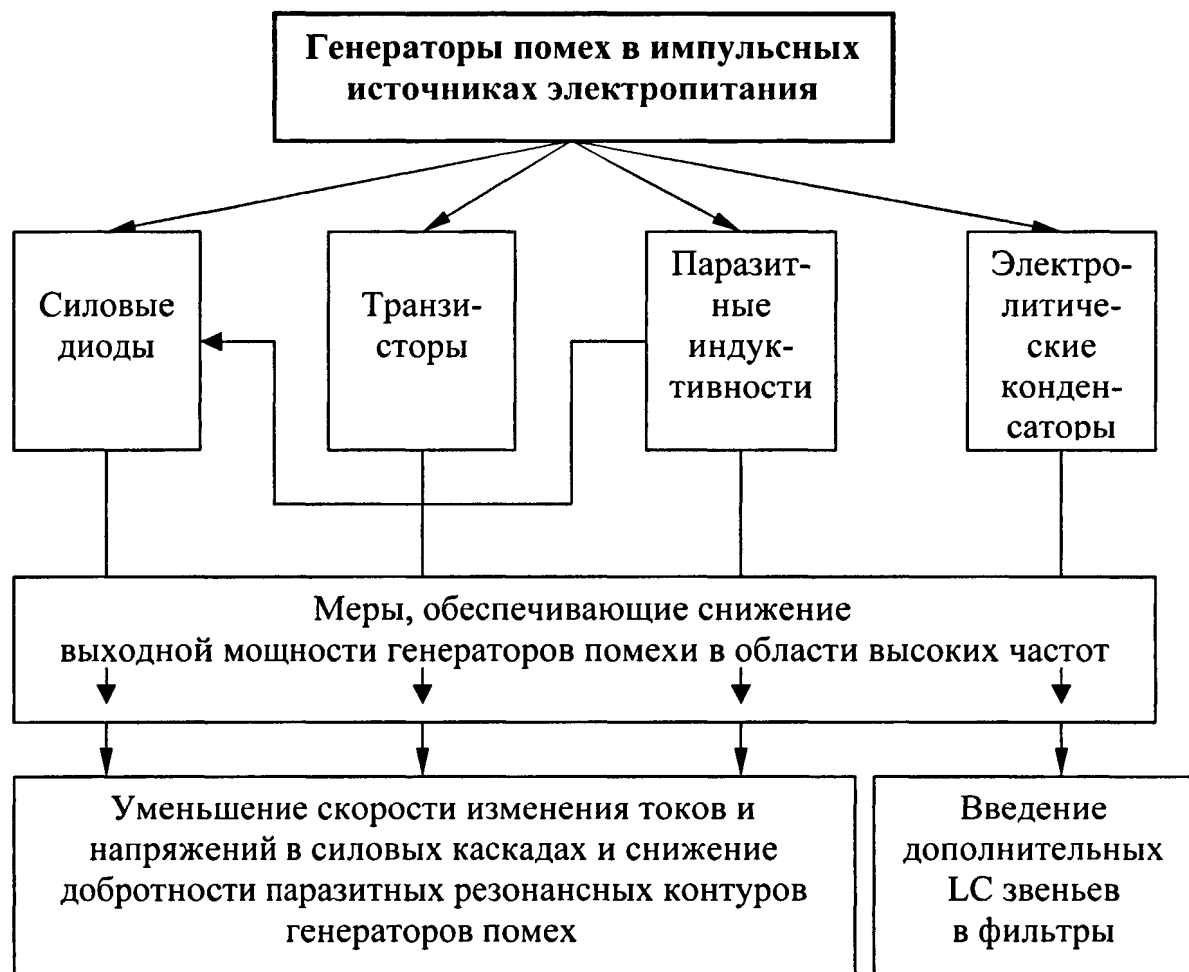 Генераторы помех в импульсных
источниках электропитания
Силовые
диоды
Транзи-
сторы
Паразит-
ные
индук-
тивности
Электро-
литиче-
ские
конден-
саторы
Меры, обеспечивающие снижение
выходной мощности генераторов помехи в области высоких частот
Уменьшение скорости изменения токов и
напряжений в силовых каскадах и снижение
добротности паразитных резонансных контуров
генераторов помех
Введение
дополнительных
LC звеньев
в фильтры